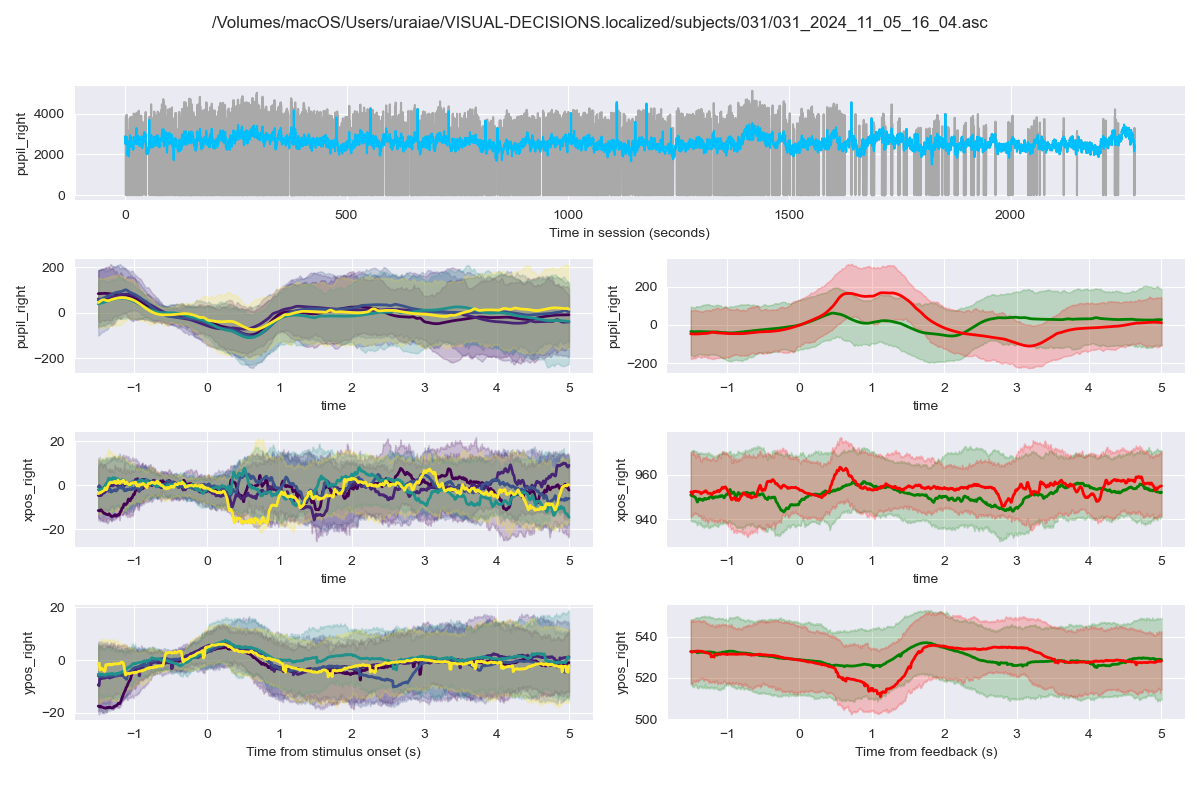 /Volumes/macOS/Users/uraiae/VISUAL-DECISIONS.localized/subjects/031/031_2024_11_05_16_04.asc
pupil_right
4000
2000
0
0 500 1000 1500 2000
Time in session (seconds)
pupil_right
200
0
−200
−1 0 1 2 3 4 5
time
pupil_right
200
0
−200
−1 0 1 2 3 4 5
time
xpos_right
20
0
−20
−1 0 1 2 3 4 5
time
xpos_right
960
940
−1 0 1 2 3 4 5
time
ypos_right
20
0
−20
−1 0 1 2 3 4 5
Time from stimulus onset (s)
ypos_right
540
520
500
−1 0 1 2 3 4 5
Time from feedback (s)